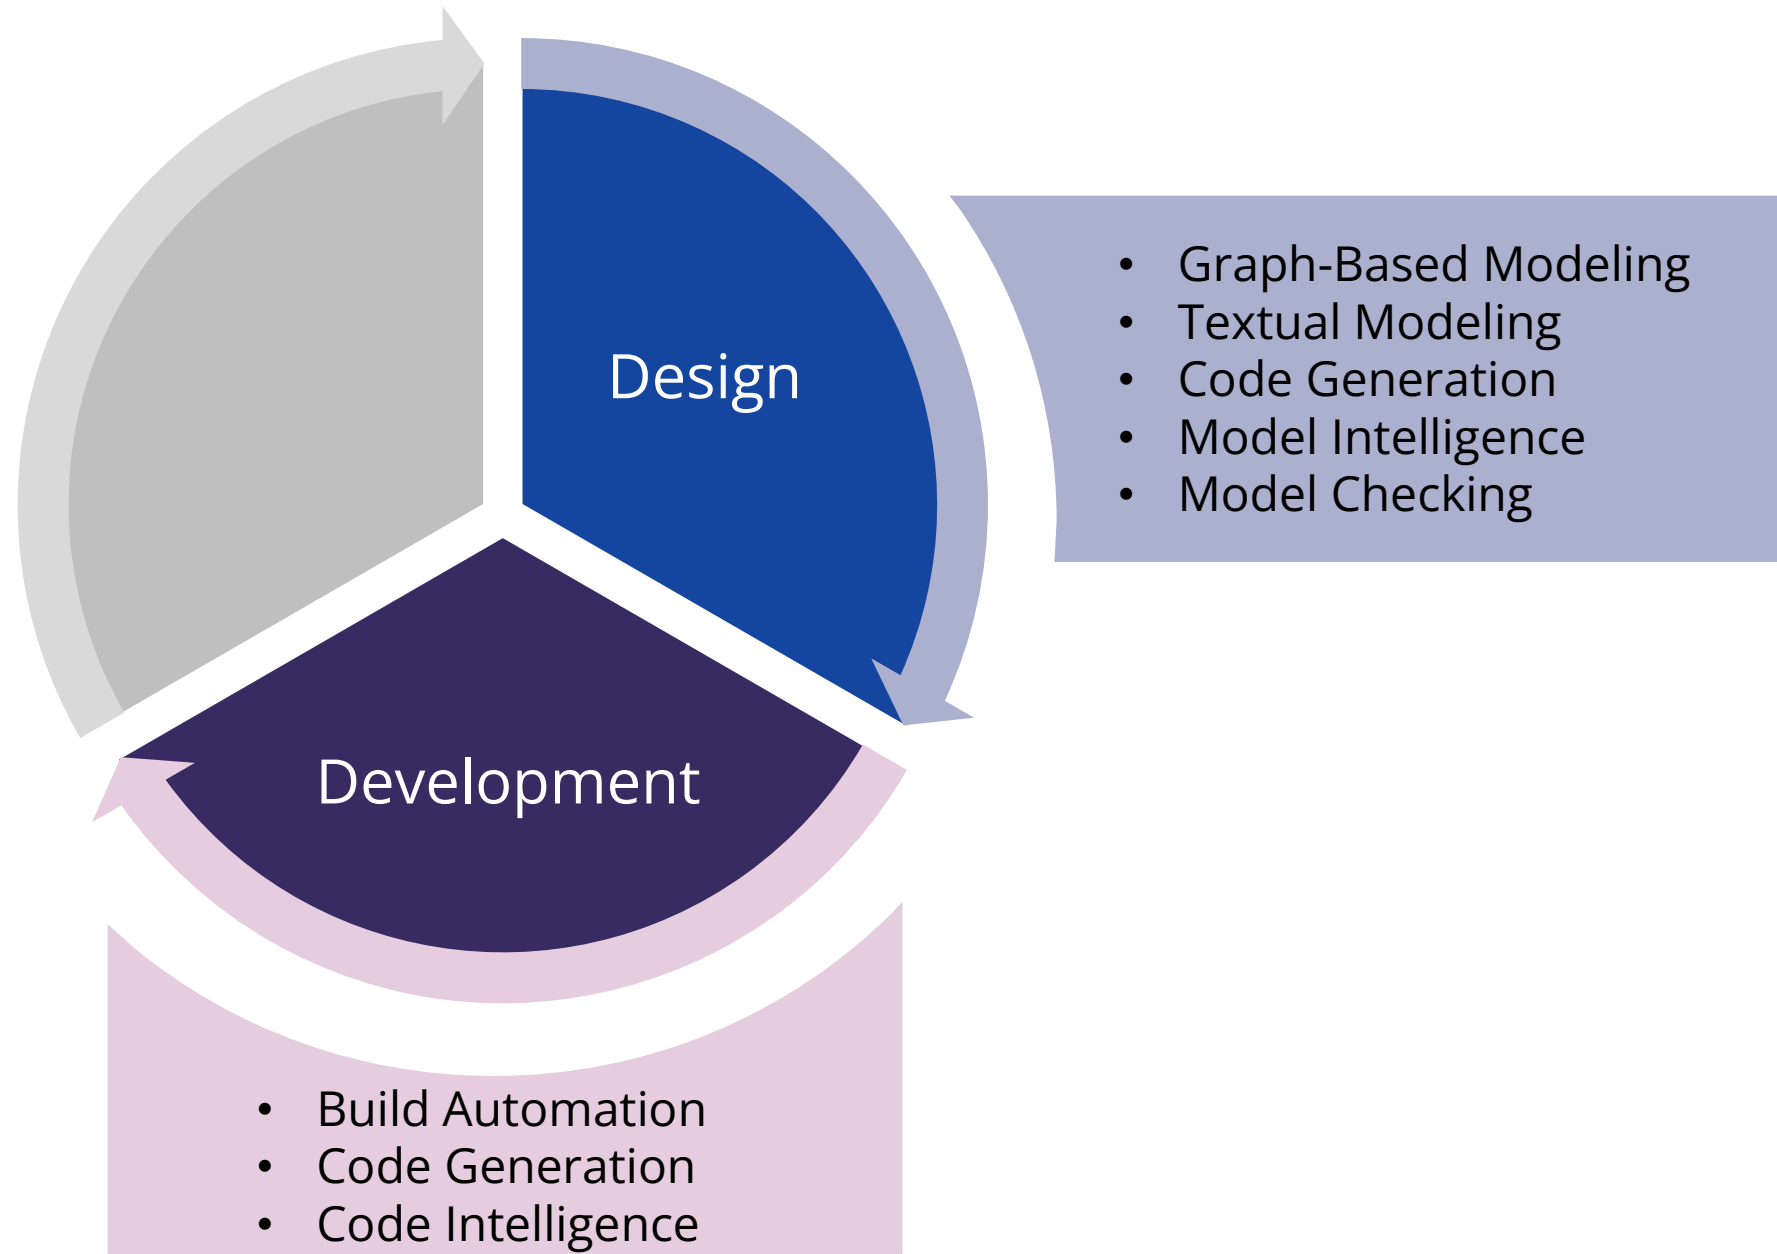 Design
• Graph-Based Modeling
• Textual Modeling
• Code Generation
• Model Intelligence
• Model Checking
Development
• Build Automation
• Code Generation
• Code Intelligence